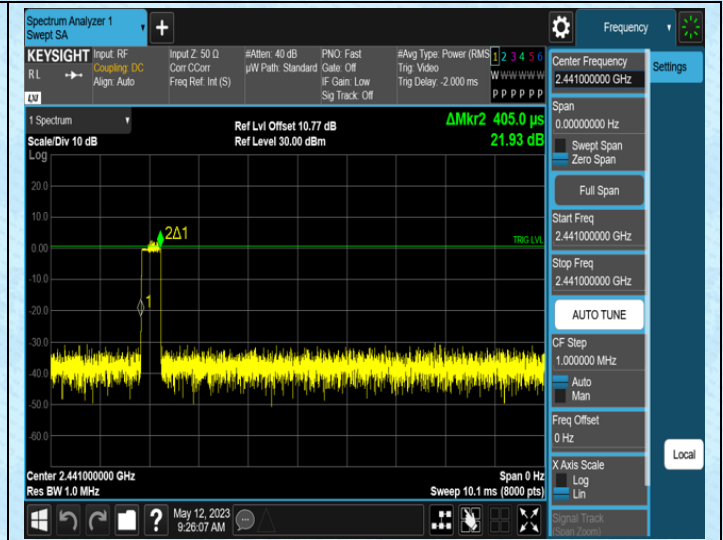 Spectrum Analyzer 1
Swept SA
+
Frequency
KEYSIGHT
RL
LXI
Input: RF
Coupling: DC
Align: Auto
Input Z: 50 Ω
Corr CCorr
Freq Ref: Int (S)
#Atten: 40 dB
µW Path: Standard
PNO: Fast
Gate: Off
IF Gain: Low
Sig Track: Off
#Avg Type: Power (RMS
Trig: Video
Trig Delay: -2.000 ms
1 2 3 4 5 6
W W W W W W
P P P P P P
1 Spectrum
Scale/Div 10 dB
Log
Ref Lvl Offset 10.77 dB
Ref Level 30.00 dBm
ΔMkr2 405.0 µs
21.93 dB
20.0
10.0
0.00
-10.0
-20.0
-30.0
-40.0
-50.0
-60.0
2Δ1
1
TRIG LVL
Center 2.441000000 GHz
Res BW 1.0 MHz
Span 0 Hz
Sweep 10.1 ms (8000 pts)
Center Frequency
2.441000000 GHz
Settings
Span
0.00000000 Hz
Swept Span
Zero Span
Full Span
Start Freq
2.441000000 GHz
Stop Freq
2.441000000 GHz
AUTO TUNE
CF Step
1.000000 MHz
Auto
Man
Freq Offset
0 Hz
X Axis Scale
Log
Lin
Signal Track
(Span Zoom)
Local
?
May 12, 2023
9:26:07 AM